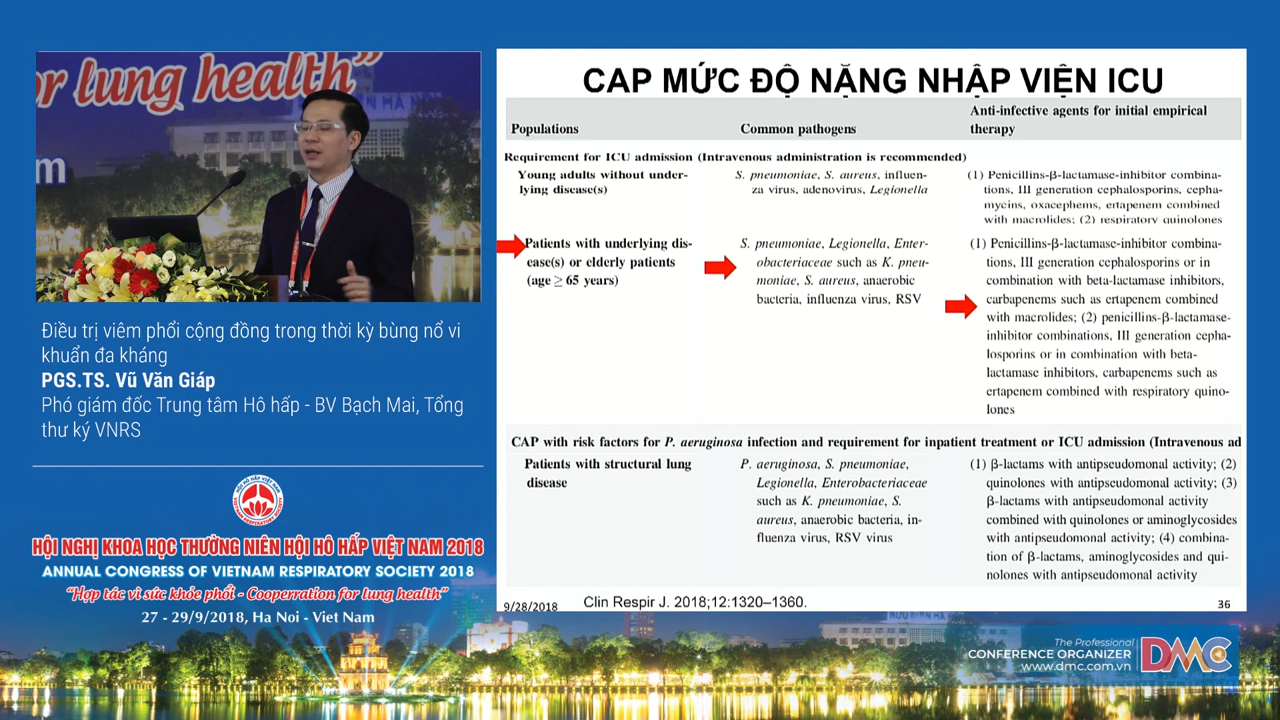 or lung health”
m
Điều trị viêm phổi cộng đồng trong thời kỳ bùng nổ vi
khuẩn đa kháng
PGS.TS. Vũ Văn Giáp
Phó giám đốc Trung tâm Hô hấp - BV Bạch Mai, Tổng
thư ký VNRS
HỘI NGHỊ KHOA HỌC THƯỜNG NIÊN HỘI HÔ HẤP VIỆT NAM 2018
ANNUAL CONGRESS OF VIETNAM RESPIRATORY SOCIETY 2018
“Hợp tác vì sức khỏe phổi - Cooperration for lung health”
27 - 29/9/2018, Ha Noi - Viet Nam
CAP MỨC ĐỘ NẶNG NHẬP VIỆN ICU
Populations
Common pathogens
Anti-infective agents for initial empirical
therapy
Requirement for ICU admission (Intravenous administration is recommended)
Young adults without under-
lying disease(s)
S. pneumoniae, S. aureus, influen-
za virus, adenovirus, Legionella
(1) Penicillins-β-lactamase-inhibitor combina-
tions, III generation cephalosporins, cepha-
mycins, oxacephems, ertapenem combined
with macrolides; (2) respiratory quinolones
Patients with underlying dis-
ease(s) or elderly patients
(age ≥ 65 years)
S. pneumoniae, Legionella, Enter-
obacteriaceae such as K. pneu-
moniae, S. aureus, anaerobic
bacteria, influenza virus, RSV
(1) Penicillins-β-lactamase-inhibitor combina-
tions, III generation cephalosporins or in
combination with beta-lactamase inhibitors,
carbapenems such as ertapenem combined
with macrolides; (2) penicillins-β-lactamase-
inhibitor combinations, III generation cepha-
losporins or in combination with beta-
lactamase inhibitors, carbapenems such as
ertapenem combined with respiratory quino-
lones
CAP with risk factors for P. aeruginosa infection and requirement for inpatient treatment or ICU admission (Intravenous ad
Patients with structural lung
disease
P. aeruginosa, S. pneumoniae,
Legionella, Enterobacteriaceae
such as K. pneumoniae, S.
aureus, anaerobic bacteria, in-
fluenza virus, RSV virus
(1) β-lactams with antipseudomonal activity; (2)
quinolones with antipseudomonal activity; (3)
β-lactams with antipseudomonal activity
combined with quinolones or aminoglycosides
with antipseudomonal activity; (4) combina-
tion of β-lactams, aminoglycosides and qui-
nolones with antipseudomonal activity
9/28/2018
Clin Respir J. 2018;12:1320–1360.
36
The Professional
CONFERENCE ORGANIZER
www.dmc.com.vn
DMC